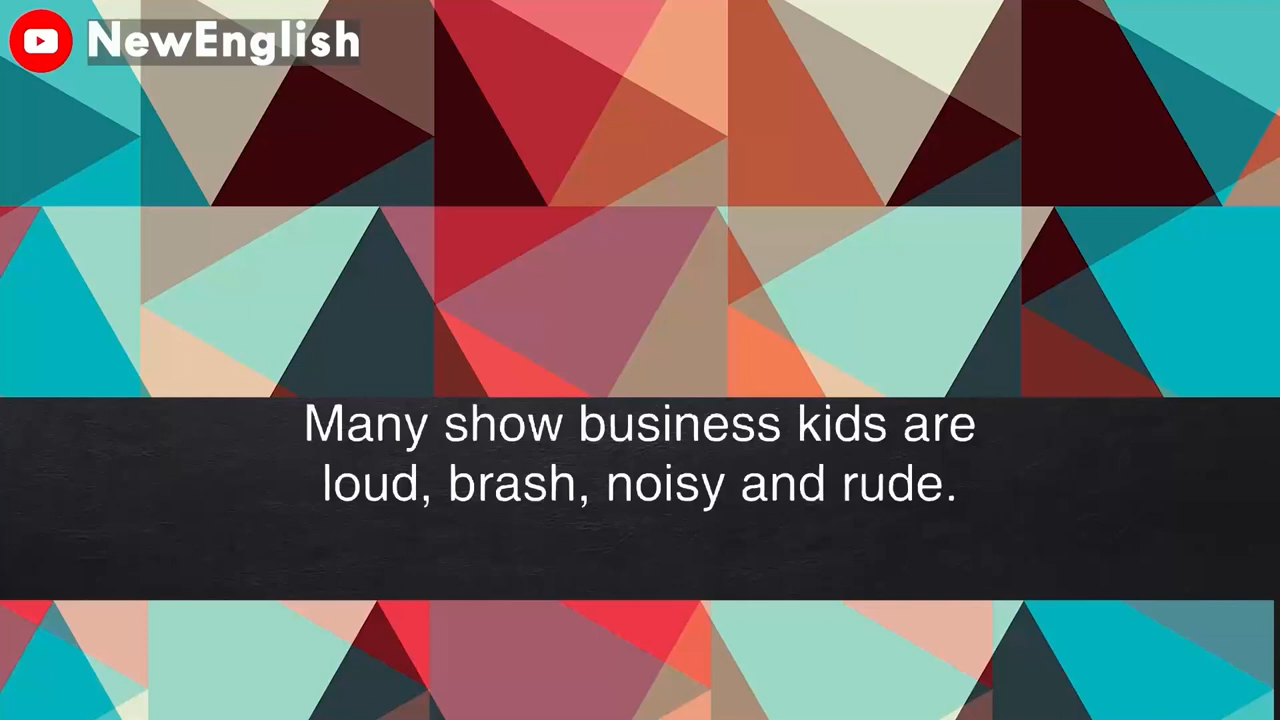 NewEnglish
Many show business kids are
loud, brash, noisy and rude.